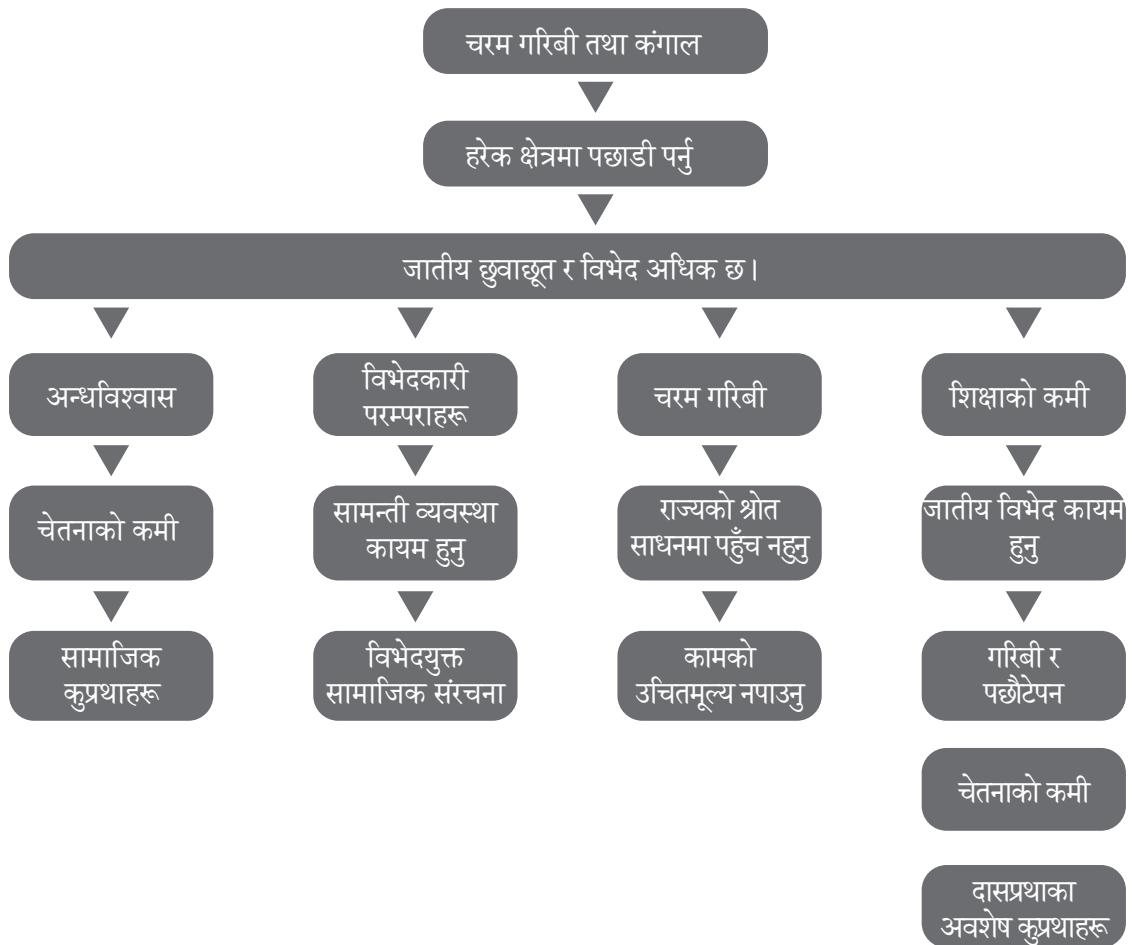 चरम गरिबी तथा कंगाल
हरेक क्षेत्रमा पछाडी पर्नु
जातीय छुवाछूत र विभेद अधिक छ।
अन्धविश्वास
विभेदकारी
परम्पराहरू
चरम गरिबी
शिक्षाको कमी
चेतनाको कमी
सामन्ती व्यवस्था
कायम हुनु
राज्यको श्रोत
साधनमा पहुँच नहुनु
जातीय विभेद कायम
हुनु
सामाजिक
कुप्रथाहरू
विभेदयुक्त
सामाजिक संरचना
कामको
उचितमूल्य नपाउनु
गरिबी र
पछौटेपन
चेतनाको कमी
दासप्रथाका
अवशेष कुप्रथाहरू